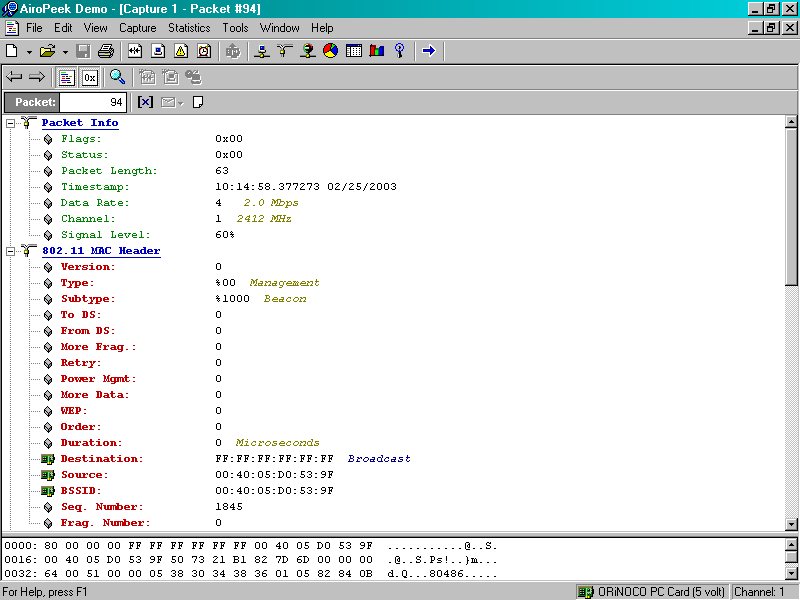 AiroPeek Demo - [Capture 1 - Packet #94]
File Edit View Capture Statistics Tools Window Help
0x
Packet: 94 [x]
Packet Info
Flags: 0x00
Status: 0x00
Packet Length: 63
Timestamp: 10:14:58.377273 02/25/2003
Data Rate: 4 2.0 Mbps
Channel: 1 2412 MHz
Signal Level: 60%
802.11 MAC Header
Version: 0
Type: %00 Management
Subtype: %1000 Beacon
To DS: 0
From DS: 0
More Frag.: 0
Retry: 0
Power Mgmt: 0
More Data: 0
WEP: 0
Order: 0
Duration: 0 Microseconds
Destination: FF:FF:FF:FF:FF:FF Broadcast
Source: 00:40:05:D0:53:9F
BSSID: 00:40:05:D0:53:9F
Seq. Number: 1845
Frag. Number: 0
0000: 80 00 00 00 FF FF FF FF FF FF 00 40 05 D0 53 9F ...........@..S.
0016: 00 40 05 D0 53 9F 50 73 21 B1 82 7D 6D 00 00 00 .@..S.Ps!..}m...
0032: 64 00 51 00 00 05 38 30 34 38 36 01 05 82 84 0B d.Q...80486.....
For Help, press F1 ORiNOCO PC Card (5 volt) Channel: 1